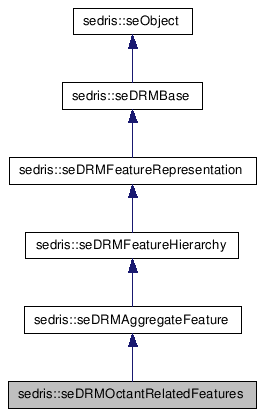 sedris::seObject
sedris::seDRMBase
sedris::seDRMFeatureRepresentation
sedris::seDRMFeatureHierarchy
sedris::seDRMAggregateFeature
sedris::seDRMOctantRelatedFeatures